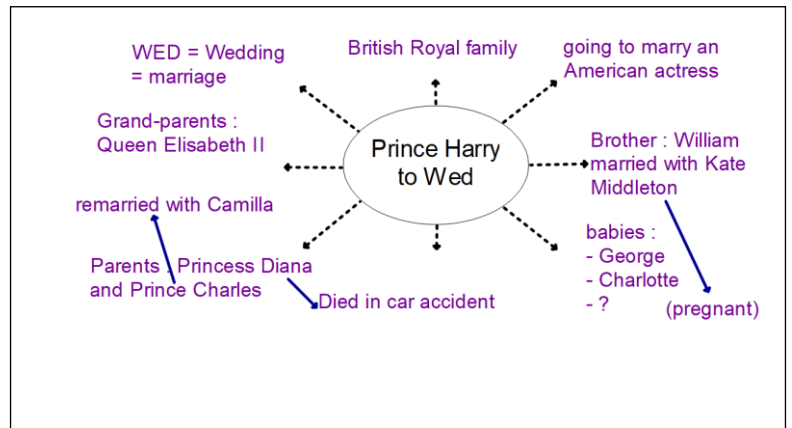 WED = Wedding
= marriage
British Royal family
going to marry an
American actress
Grand-parents :
Queen Elisabeth II
Prince Harry
to Wed
Brother : William
married with Kate
Middleton
remarried with Camilla
Parents : Princess Diana
and Prince Charles
Died in car accident
babies :
- George
- Charlotte
- ?
(pregnant)